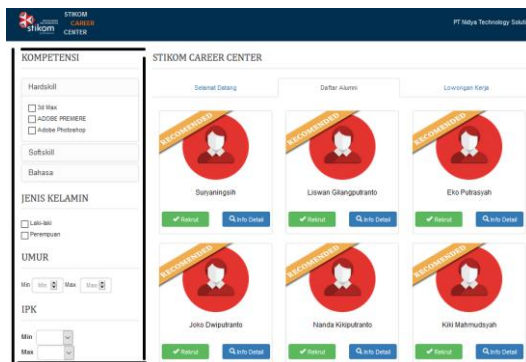 stikom
STIKOM
CAREER
CENTER
PT Nidya Technology Solut
KOMPETENSI
Hardskill
3d Max
ADOBE PREMIERE
Adobe Photoshop
Softskill
Bahasa
JENIS KELAMIN
Laki-laki
Perempuan
UMUR
Min Min Max Max
IPK
Min
Max
STIKOM CAREER CENTER
Selamat Datang
Daftar Alumni
Lowongan Kerja
RECOMENDED
Suryaningsih
Rekrut Info Detail
RECOMENDED
Liswan Gilangputranto
Rekrut Info Detail
RECOMENDED
Eko Putrasyah
Rekrut Info Detail
RECOMENDED
Joko Dwiputranto
Rekrut Info Detail
RECOMENDED
Nanda Kikiputranto
Rekrut Info Detail
RECOMENDED
Kiki Mahmudsyah
Rekrut Info Detail